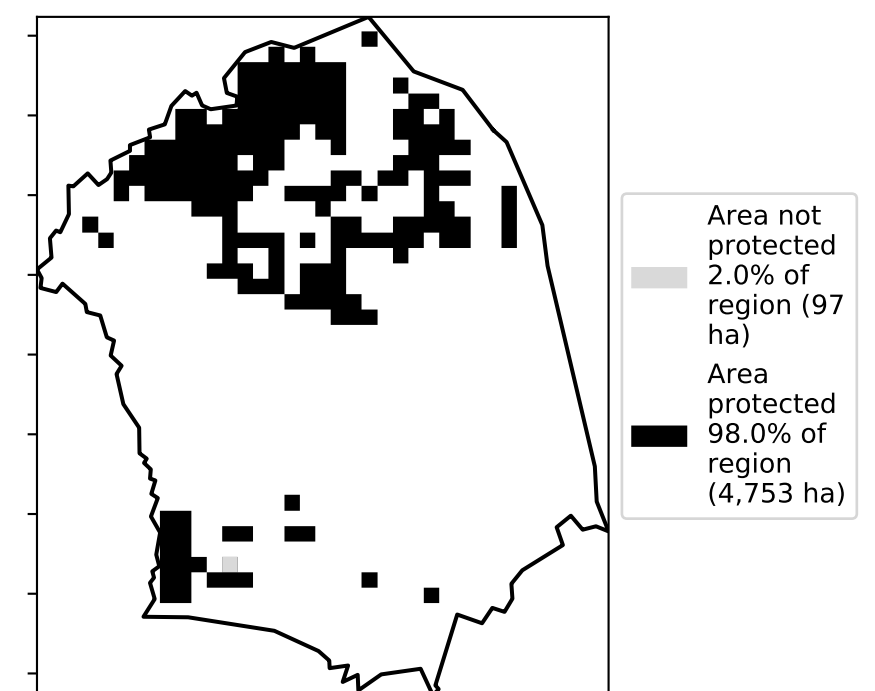 Area not
protected
2.0% of
region (97
ha)
Area
protected
98.0% of
region
(4,753 ha)